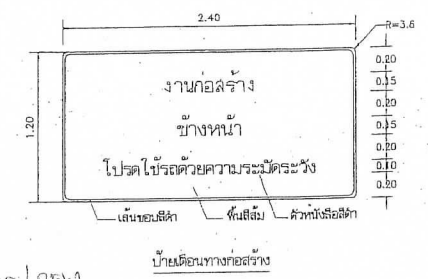 2.40
R=3.6
1.20
0.20
0.15
0.20
0.15
0.20
0.10
0.20
งานก่อสร้าง
ข้างหน้า
โปรดใช้รถด้วยความระมัดระวัง
เส้นขอบสีดำ
พื้นสีส้ม
ตัวหนังสือสีดำ
ป้ายเตือนทางก่อสร้าง